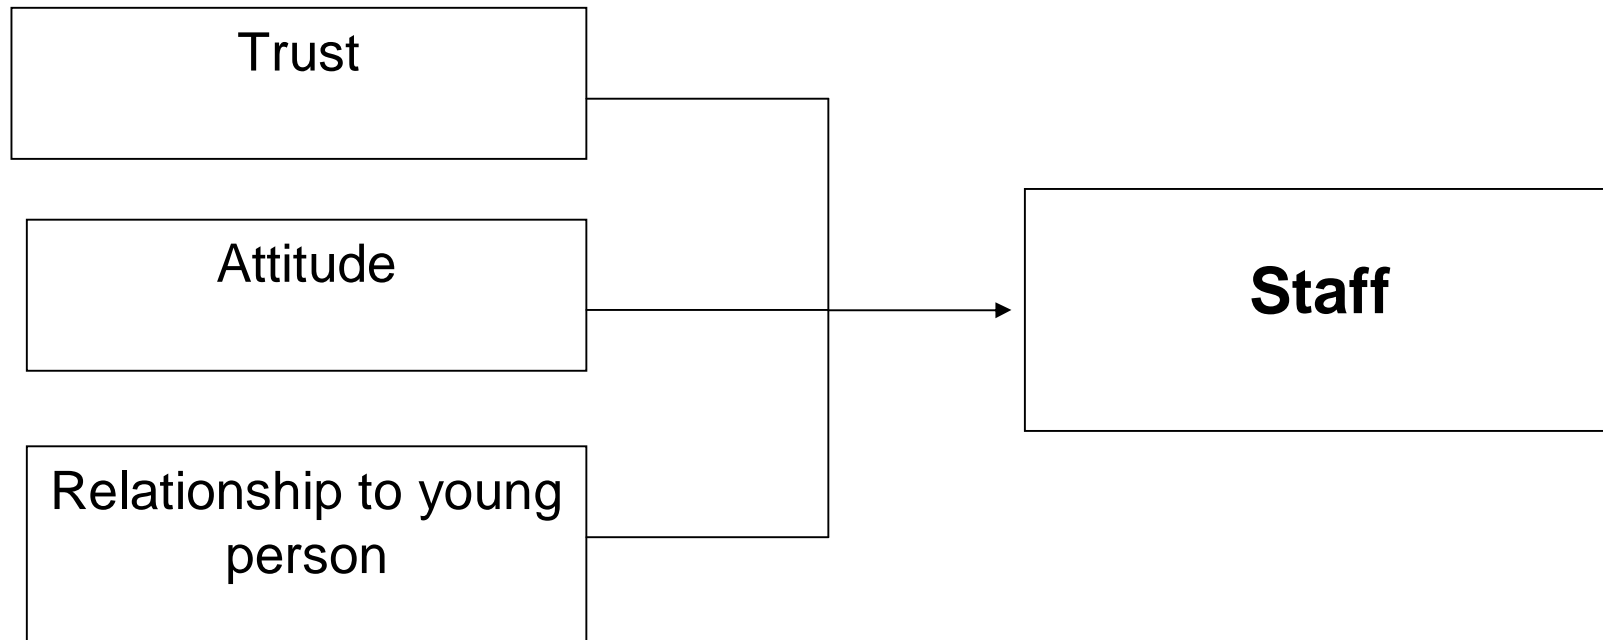 Trust
Attitude
Staff
Relationship to young
person